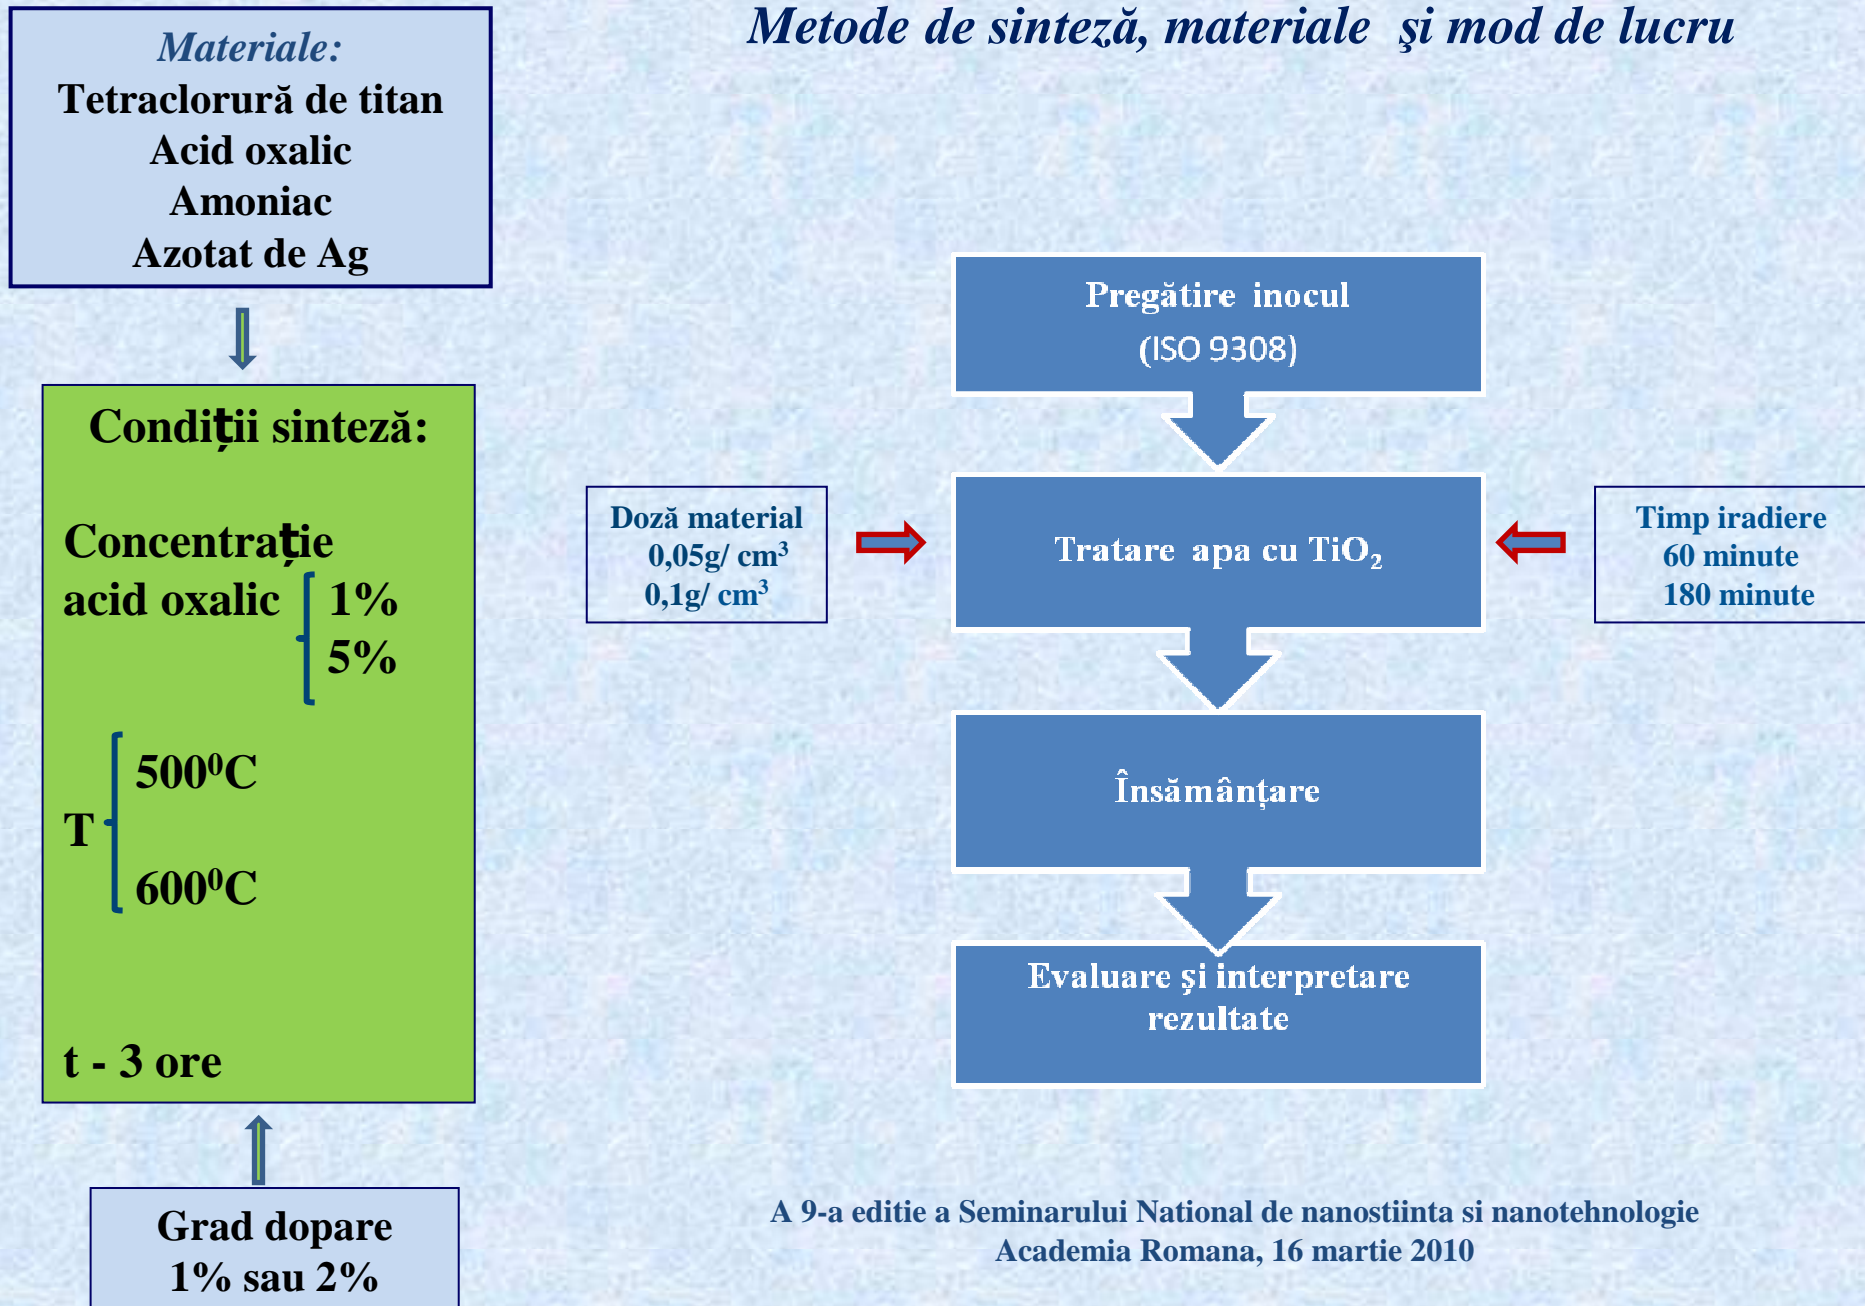 Metode de sinteză, materiale şi mod de lucru
Materiale:
Tetraclorură de titan
Acid oxalic
Amoniac
Azotat de Ag
Condiţii sinteză:
Concentraţie
acid oxalic
1%
5%
T
500⁰C
600⁰C
t - 3 ore
Grad dopare
1% sau 2%
Pregătire inocul
(ISO 9308)
Doză material
0,05g/ cm³
0,1g/ cm³
Tratare apa cu TiO₂
Timp iradiere
60 minute
180 minute
Însămânţare
Evaluare şi interpretare
rezultate
A 9-a editie a Seminarului National de nanostiinta si nanotehnologie
Academia Romana, 16 martie 2010